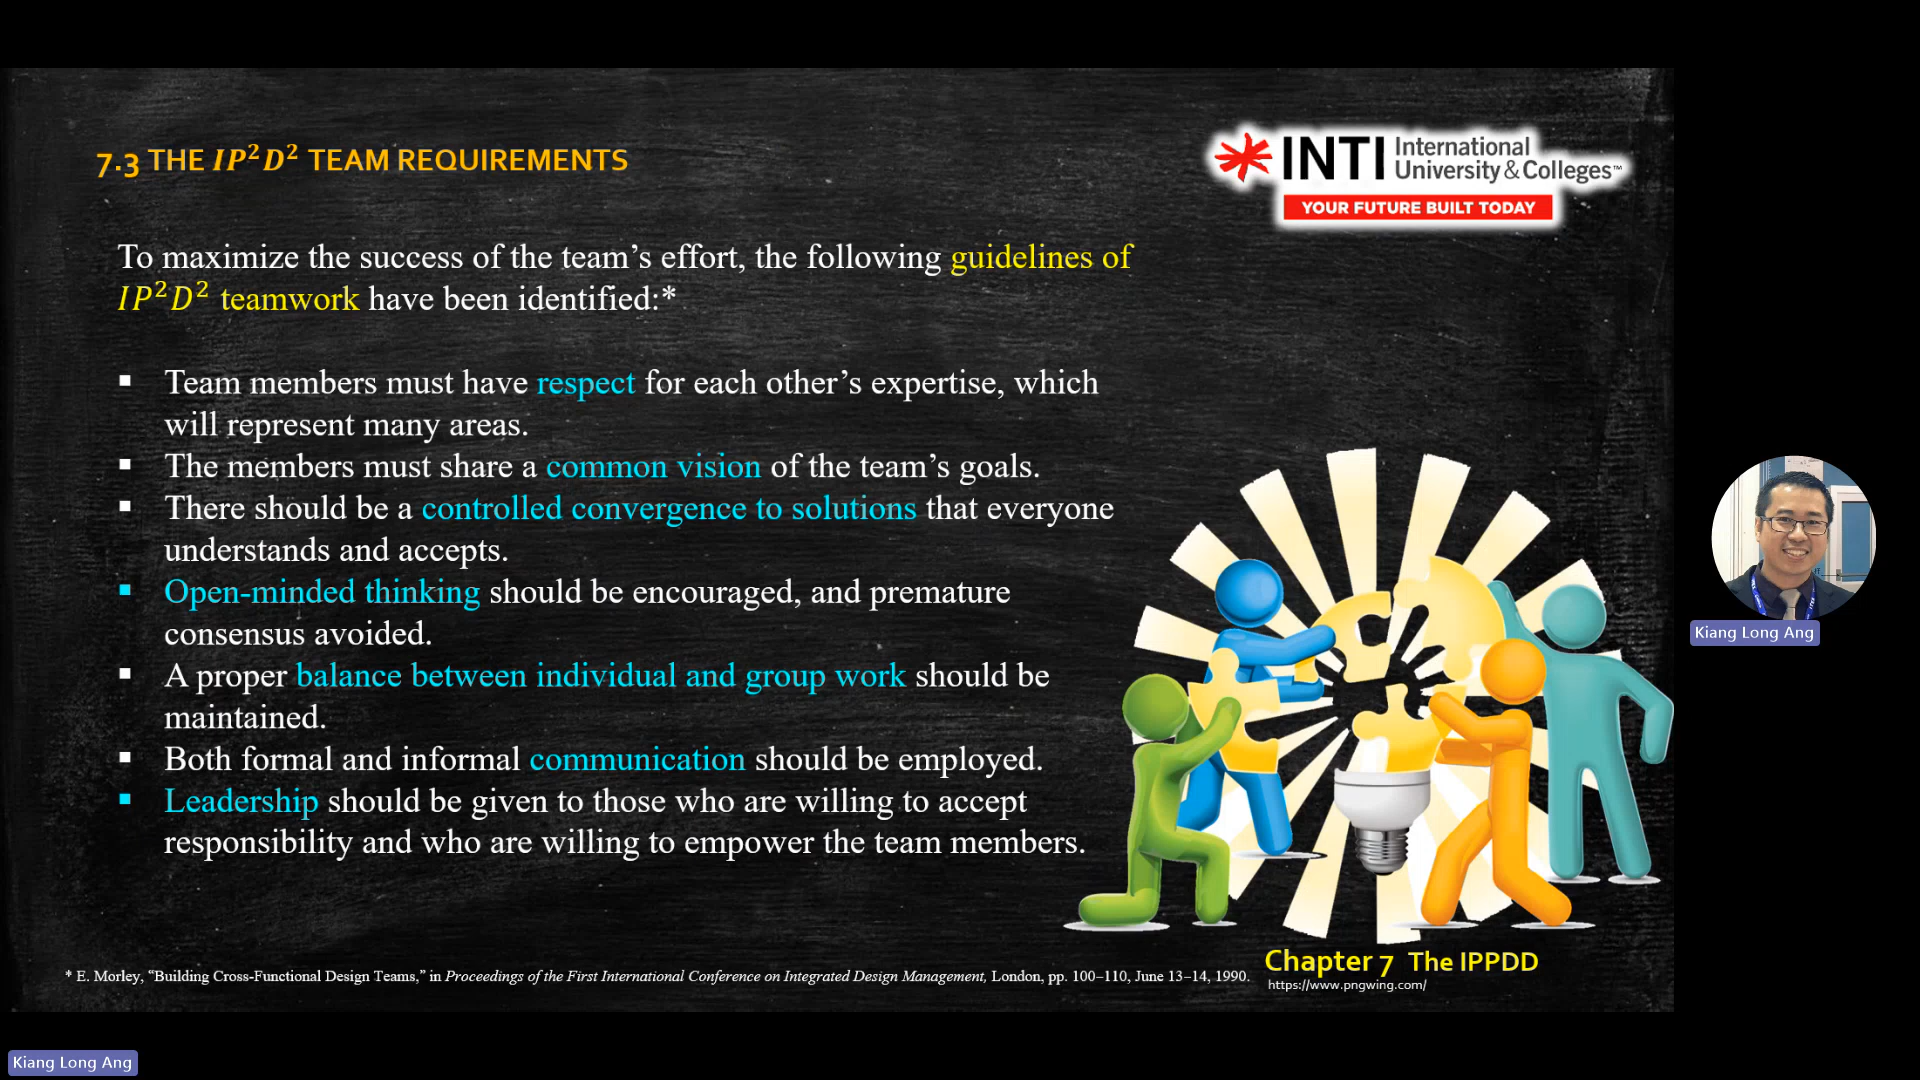 7.3 THE IP²D² TEAM REQUIREMENTS
INTI International
University & Colleges™
YOUR FUTURE BUILT TODAY
To maximize the success of the team’s effort, the following guidelines of
IP²D² teamwork have been identified:*
▪ Team members must have respect for each other’s expertise, which
will represent many areas.
▪ The members must share a common vision of the team’s goals.
▪ There should be a controlled convergence to solutions that everyone
understands and accepts.
▪ Open-minded thinking should be encouraged, and premature
consensus avoided.
▪ A proper balance between individual and group work should be
maintained.
▪ Both formal and informal communication should be employed.
▪ Leadership should be given to those who are willing to accept
responsibility and who are willing to empower the team members.
* E. Morley, “Building Cross-Functional Design Teams,” in Proceedings of the First International Conference on Integrated Design Management, London, pp. 100–110, June 13–14, 1990.
Chapter 7 The IPPDD
https://www.pngwing.com/
Kiang Long Ang
Kiang Long Ang